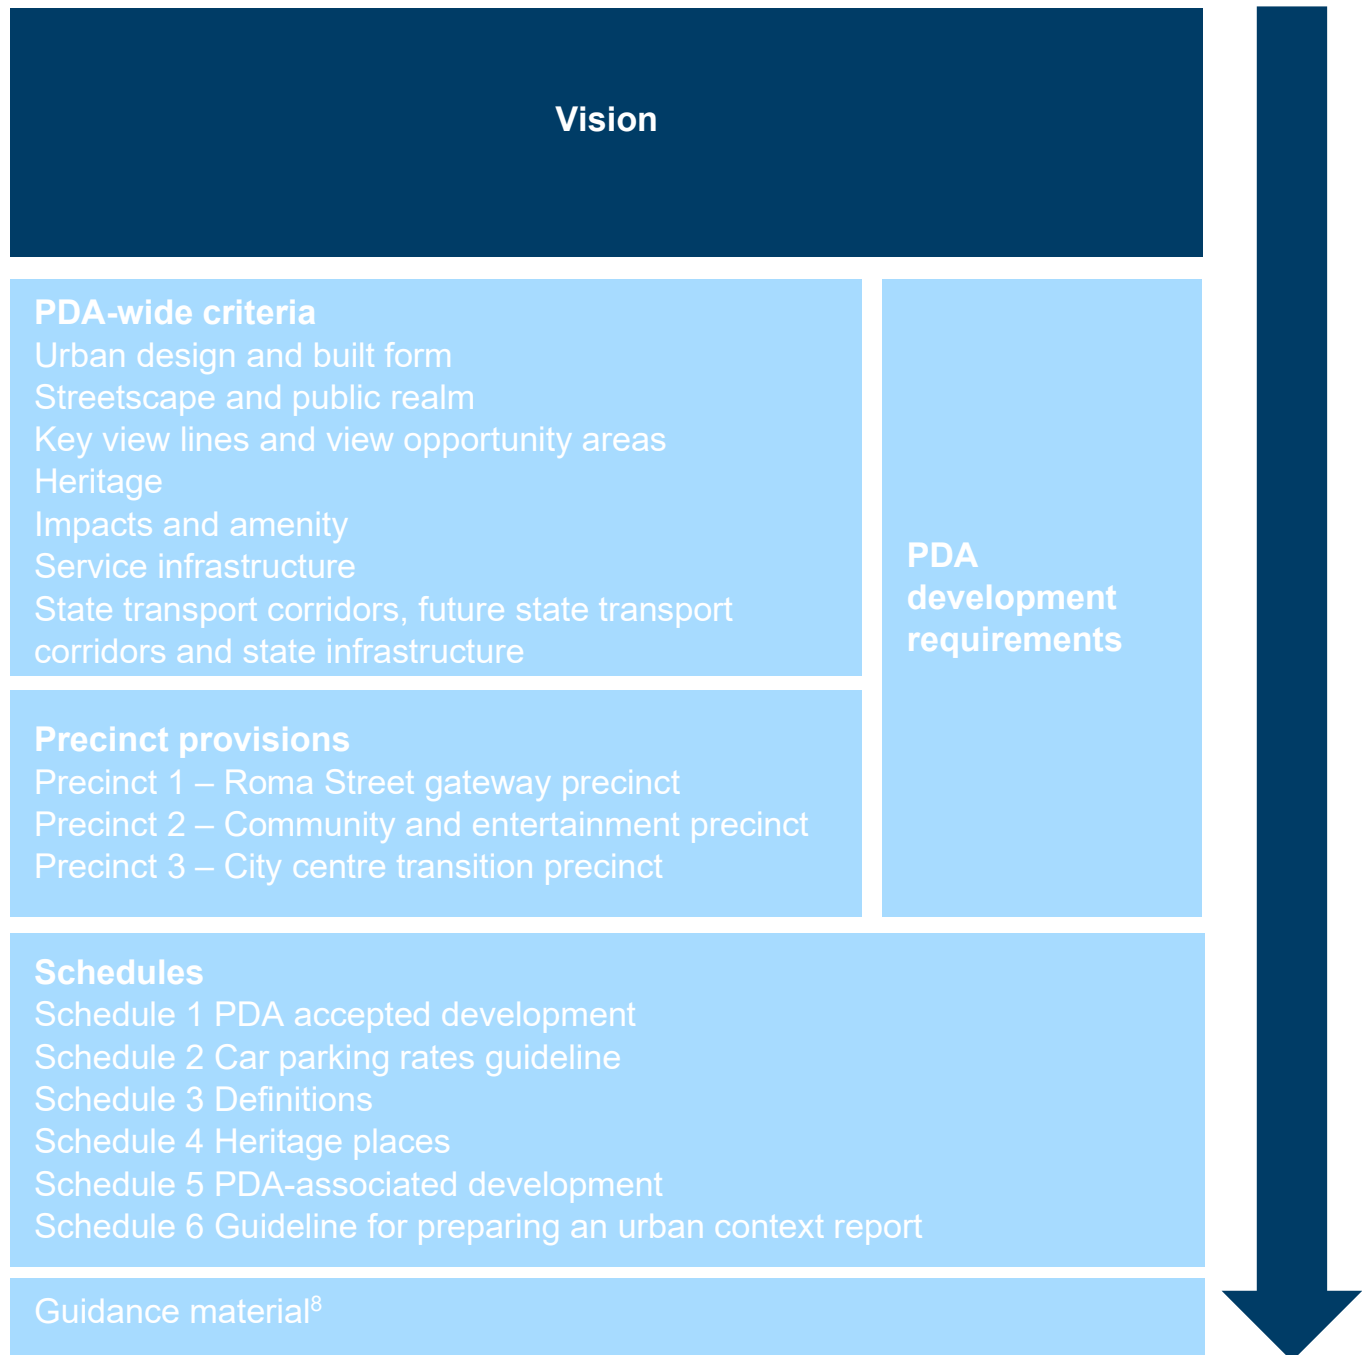 Vision
PDA-wide criteria
Urban design and built form
Streetscape and public realm
Key view lines and view opportunity areas
Heritage
Impacts and amenity
Service infrastructure
State transport corridors, future state transport
corridors and state infrastructure
PDA
development
requirements
Precinct provisions
Precinct 1 – Roma Street gateway precinct
Precinct 2 – Community and entertainment precinct
Precinct 3 – City centre transition precinct
Schedules
Schedule 1 PDA accepted development
Schedule 2 Car parking rates guideline
Schedule 3 Definitions
Schedule 4 Heritage places
Schedule 5 PDA-associated development
Schedule 6 Guideline for preparing an urban context report
Guidance material⁸